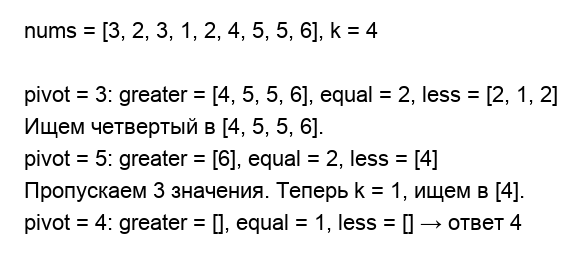 nums = [3, 2, 3, 1, 2, 4, 5, 5, 6], k = 4
pivot = 3: greater = [4, 5, 5, 6], equal = 2, less = [2, 1, 2]
Ищем четвертый в [4, 5, 5, 6].
pivot = 5: greater = [6], equal = 2, less = [4]
Пропускаем 3 значения. Теперь k = 1, ищем в [4].
pivot = 4: greater = [], equal = 1, less = [] → ответ 4